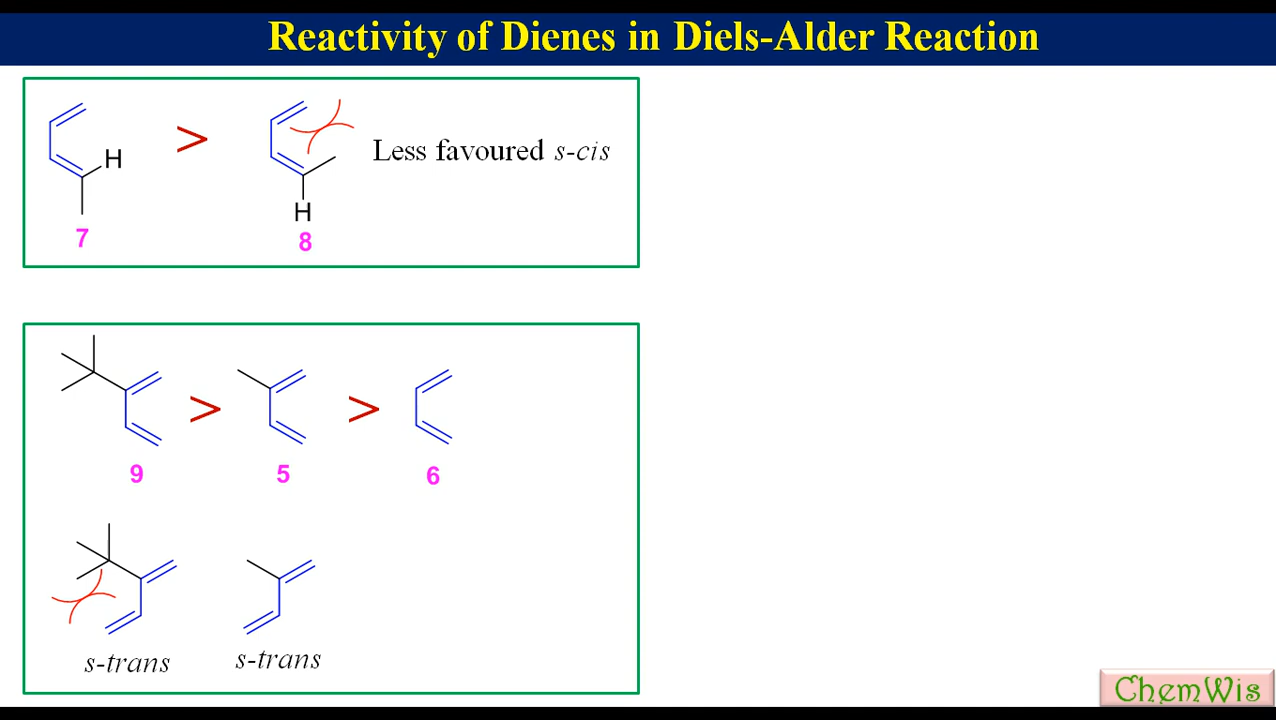 Reactivity of Dienes in Diels-Alder Reaction
H > Less favoured s-cis
H
7 8
> >
9 5 6
s-trans s-trans
ChemWis